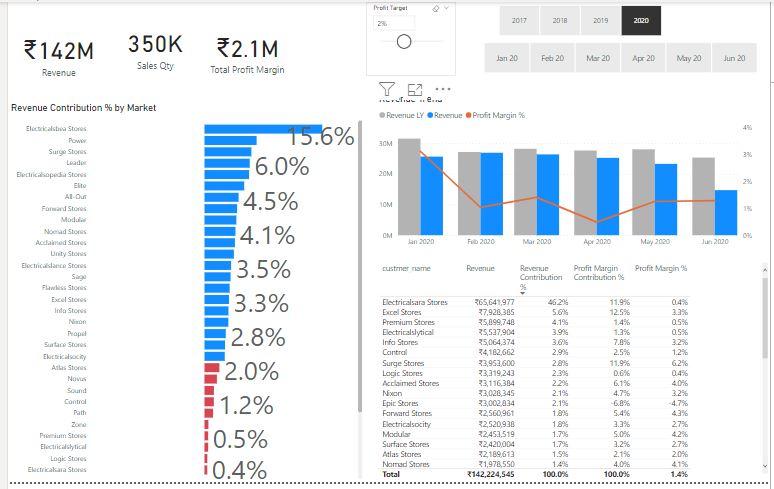 Profit Target
2%
2017 2018 2019 2020
₹142M 350K ₹2.1M
Revenue Sales Qty Total Profit Margin
Jan 20 Feb 20 Mar 20 Apr 20 May 20 Jun 20
Revenue Contribution % by Market
Electricalsbea Stores
Power
Surge Stores
Leader
Electricalsopedia Stores
Elite
All-Out
Forward Stores
Modular
Nomad Stores
Acclaimed Stores
Unity Stores
Electricalslance Stores
Sage
Flawless Stores
Excel Stores
Info Stores
Nixon
Propel
Surface Stores
Electricalsocity
Atlas Stores
Novus
Sound
Control
Path
Zone
Premium Stores
Electricalslytical
Logic Stores
Electricalsara Stores
15.6%
6.0%
4.5%
4.1%
3.5%
3.3%
2.8%
2.0%
1.2%
0.5%
0.4%
Revenue Trend
Revenue LY Revenue Profit Margin %
30M
20M
10M
0M
4%
3%
2%
1%
0%
Jan 2020 Feb 2020 Mar 2020 Apr 2020 May 2020 Jun 2020
custmer_name Revenue Revenue Contribution % Profit Margin Contribution % Profit Margin %
Electricalsara Stores ₹65,641,977 46.2% 11.9% 0.4%
Excel Stores ₹7,928,385 5.6% 12.5% 3.3%
Premium Stores ₹5,899,748 4.1% 1.4% 0.5%
Electricalslytical ₹5,537,904 3.9% 1.3% 0.5%
Info Stores ₹5,064,374 3.6% 7.8% 3.2%
Control ₹4,182,662 2.9% 2.5% 1.2%
Surge Stores ₹3,953,600 2.8% 11.9% 6.2%
Logic Stores ₹3,319,243 2.3% 0.6% 0.4%
Acclaimed Stores ₹3,116,384 2.2% 6.1% 4.0%
Nixon ₹3,028,345 2.1% 4.7% 3.2%
Epic Stores ₹3,002,834 2.1% -6.8% -4.7%
Forward Stores ₹2,560,961 1.8% 5.4% 4.3%
Electricalsocity ₹2,520,938 1.8% 3.3% 2.7%
Modular ₹2,453,519 1.7% 5.0% 4.2%
Surface Stores ₹2,420,004 1.7% 3.2% 2.7%
Atlas Stores ₹2,189,613 1.5% 2.1% 2.0%
Nomad Stores ₹1,978,550 1.4% 4.0% 4.1%
Total ₹142,224,545 100.0% 100.0% 1.4%